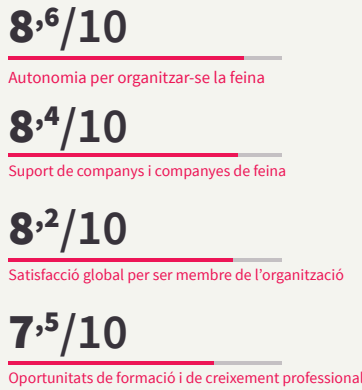 8,6/10
Autonomia per organitzar-se la feina
8,4/10
Suport de companys i companyes de feina
8,2/10
Satisfacció global per ser membre de l'organització
7,5/10
Oportunitats de formació i de creixement professional